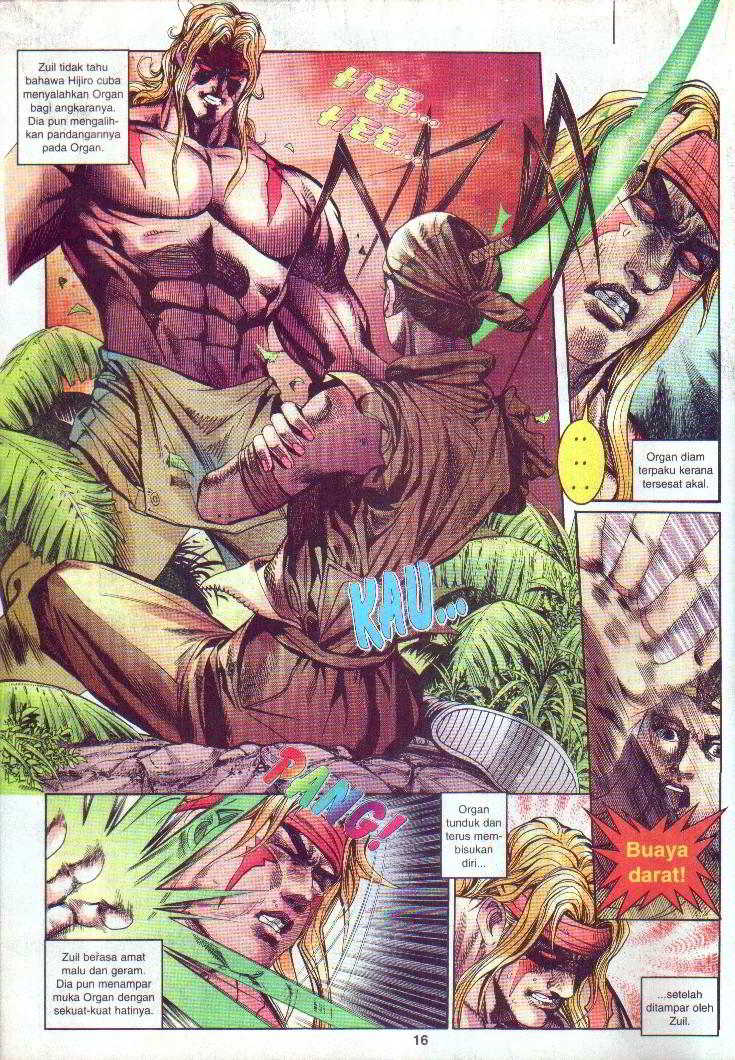 Zuil tidak tahu
bahawa Hijiro cuba
menyalahkan Organ
bagi angkaranya.
Dia pun mengalih-
kan pandangannya
pada Organ.
HEE...
HEE...
Organ diam
terpaku kerana
tersesat akal.
KAU...
Buaya
darat!
PANG!
Zuil berasa amat
malu dan geram.
Dia pun menampar
muka Organ dengan
sekuat-kuat hatinya.
Organ
tunduk dan
terus mem-
bisukan
diri...
...setelah
ditampar oleh
Zuil.
16